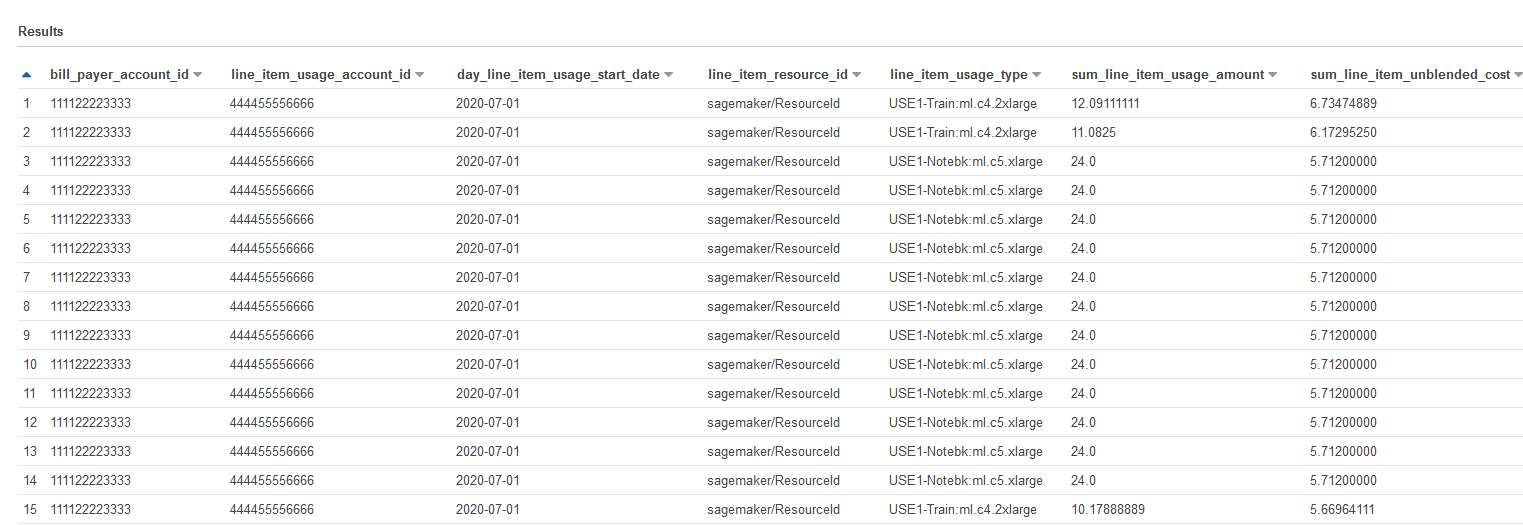 Results
bill_payer_account_id line_item_usage_account_id day_line_item_usage_start_date line_item_resource_id line_item_usage_type sum_line_item_usage_amount sum_line_item_unblended_cost
1 111122223333 444455556666 2020-07-01 sagemaker/ResourceId USE1-Train:ml.c4.2xlarge 12.09111111 6.73474889
2 111122223333 444455556666 2020-07-01 sagemaker/ResourceId USE1-Train:ml.c4.2xlarge 11.0825 6.17295250
3 111122223333 444455556666 2020-07-01 sagemaker/ResourceId USE1-Notebk:ml.c5.xlarge 24.0 5.71200000
4 111122223333 444455556666 2020-07-01 sagemaker/ResourceId USE1-Notebk:ml.c5.xlarge 24.0 5.71200000
5 111122223333 444455556666 2020-07-01 sagemaker/ResourceId USE1-Notebk:ml.c5.xlarge 24.0 5.71200000
6 111122223333 444455556666 2020-07-01 sagemaker/ResourceId USE1-Notebk:ml.c5.xlarge 24.0 5.71200000
7 111122223333 444455556666 2020-07-01 sagemaker/ResourceId USE1-Notebk:ml.c5.xlarge 24.0 5.71200000
8 111122223333 444455556666 2020-07-01 sagemaker/ResourceId USE1-Notebk:ml.c5.xlarge 24.0 5.71200000
9 111122223333 444455556666 2020-07-01 sagemaker/ResourceId USE1-Notebk:ml.c5.xlarge 24.0 5.71200000
10 111122223333 444455556666 2020-07-01 sagemaker/ResourceId USE1-Notebk:ml.c5.xlarge 24.0 5.71200000
11 111122223333 444455556666 2020-07-01 sagemaker/ResourceId USE1-Notebk:ml.c5.xlarge 24.0 5.71200000
12 111122223333 444455556666 2020-07-01 sagemaker/ResourceId USE1-Notebk:ml.c5.xlarge 24.0 5.71200000
13 111122223333 444455556666 2020-07-01 sagemaker/ResourceId USE1-Notebk:ml.c5.xlarge 24.0 5.71200000
14 111122223333 444455556666 2020-07-01 sagemaker/ResourceId USE1-Notebk:ml.c5.xlarge 24.0 5.71200000
15 111122223333 444455556666 2020-07-01 sagemaker/ResourceId USE1-Train:ml.c4.2xlarge 10.17888889 5.66964111